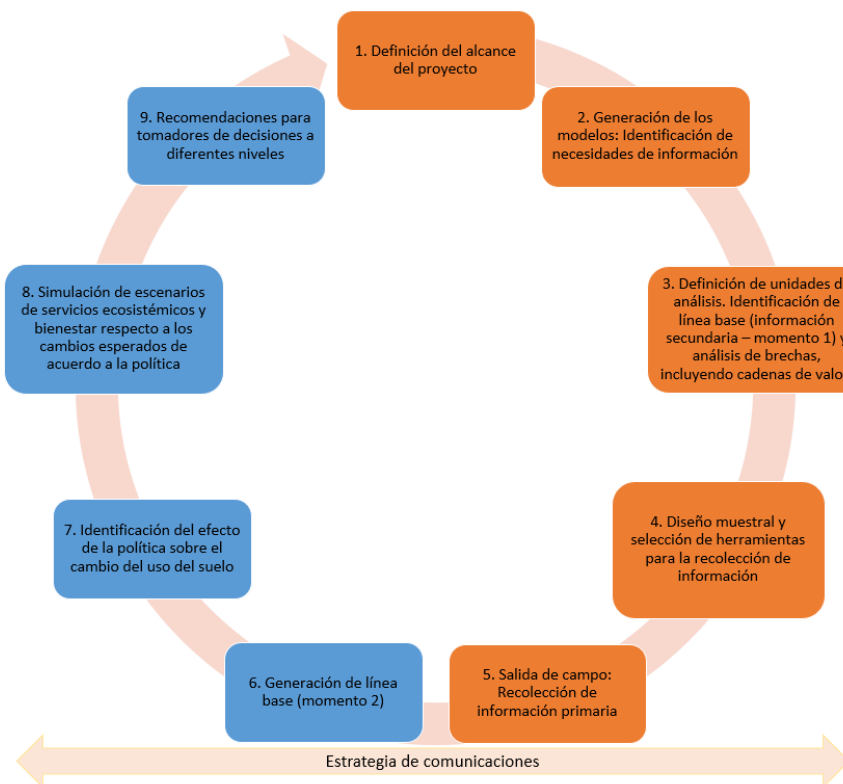 1. Definición del alcance
del proyecto
2. Generación de los
modelos: Identificación de
necesidades de información
3. Definición de unidades d
análisis. Identificación de
línea base (información
secundaria – momento 1) y
análisis de brechas,
incluyendo cadenas de valo
4. Diseño muestral y
selección de herramientas
para la recolección de
información
5. Salida de campo:
Recolección de
información primaria
6. Generación de línea
base (momento 2)
7. Identificación del efecto
de la política sobre el
cambio del uso del suelo
8. Simulación de escenarios
de servicios ecosistémicos y
bienestar respecto a los
cambios esperados de
acuerdo a la política
9. Recomendaciones para
tomadores de decisiones a
diferentes niveles
Estrategia de comunicaciones